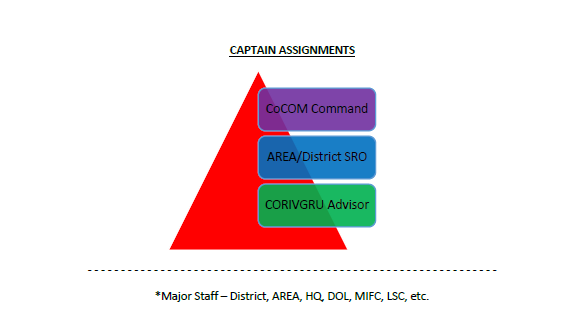 CAPTAIN ASSIGNMENTS
CoCOM Command
AREA/District SRO
CORIVGRU Advisor
*Major Staff – District, AREA, HQ, DOL, MIFC, LSC, etc.